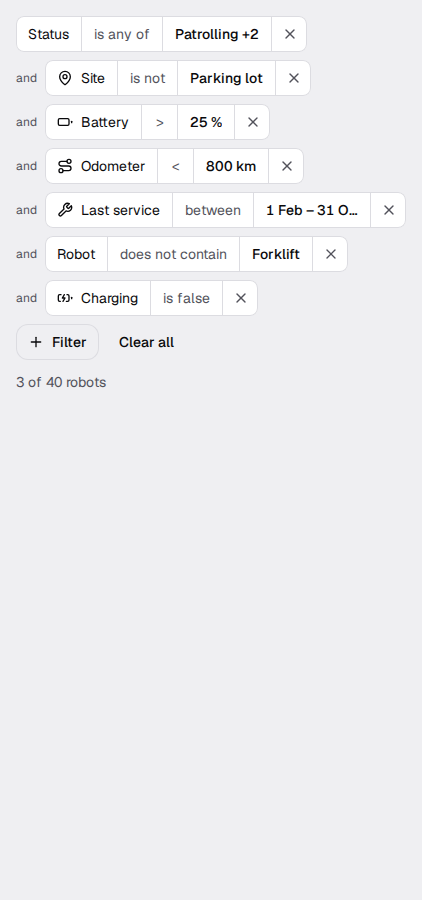 Status is any of Patrolling +2
and Site is not Parking lot
and Battery > 25 %
and Odometer < 800 km
and Last service between 1 Feb – 31 O...
and Robot does not contain Forklift
and Charging is false
Filter Clear all
3 of 40 robots